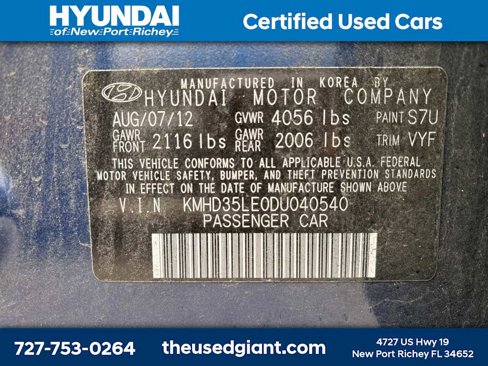 HYUNDAI
of New Port Richey
Certified Used Cars
MANUFACTURED IN KOREA BY
HYUNDAI MOTOR COMPANY
AUG/07/12 GVWR 4056 lbs PAINT S7U
GAWR FRONT 2116 lbs GAWR REAR 2006 lbs TRIM VYF
THIS VEHICLE CONFORMS TO ALL APPLICABLE U.S.A. FEDERAL
MOTOR VEHICLE SAFETY, BUMPER, AND THEFT PREVENTION STANDARDS
IN EFFECT ON THE DATE OF MANUFACTURE SHOWN ABOVE.
V.I.N KMHD35LE0DU040540
PASSENGER CAR
727-753-0264
theusedgiant.com
4727 US Hwy 19
New Port Richey FL 34652